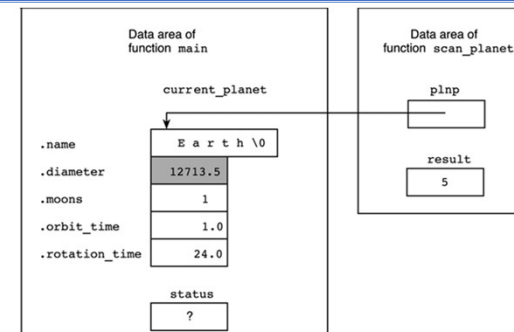 Data area of
function main
current_planet
.name
E a r t h \0
.diameter
12713.5
.moons
1
.orbit_time
1.0
.rotation_time
24.0
status
?
Data area of
function scan_planet
plnp
result
5